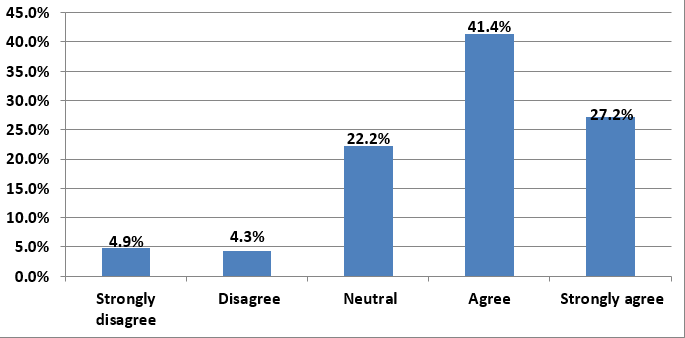 45.0%
40.0%
35.0%
30.0%
25.0%
20.0%
15.0%
10.0%
5.0%
0.0%
4.9%
4.3%
22.2%
41.4%
27.2%
Strongly
disagree
Disagree
Neutral
Agree
Strongly agree